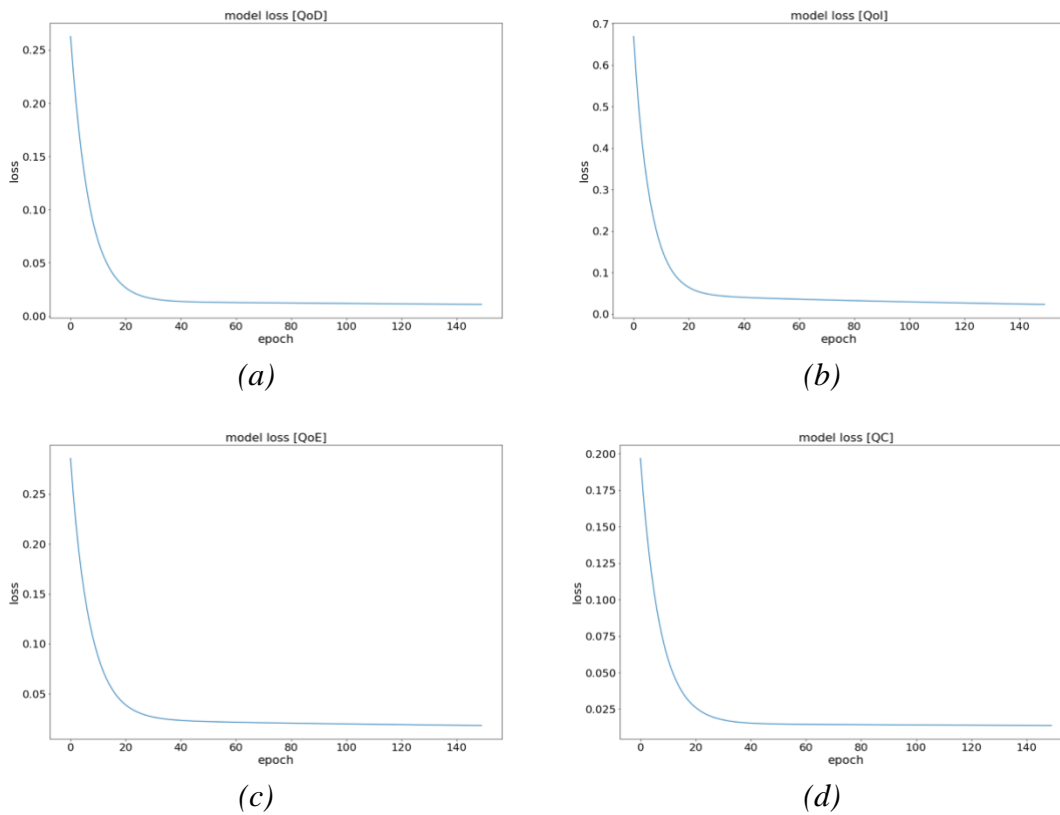 model loss [QoD]
0.25
0.20
0.15
0.10
0.05
0.00
loss
0 20 40 60 80 100 120 140
epoch
(a)
model loss [QoI]
0.7
0.6
0.5
0.4
0.3
0.2
0.1
0.0
loss
0 20 40 60 80 100 120 140
epoch
(b)
model loss [QoE]
0.25
0.20
0.15
0.10
0.05
loss
0 20 40 60 80 100 120 140
epoch
(c)
model loss [QC]
0.200
0.175
0.150
0.125
0.100
0.075
0.050
0.025
loss
0 20 40 60 80 100 120 140
epoch
(d)